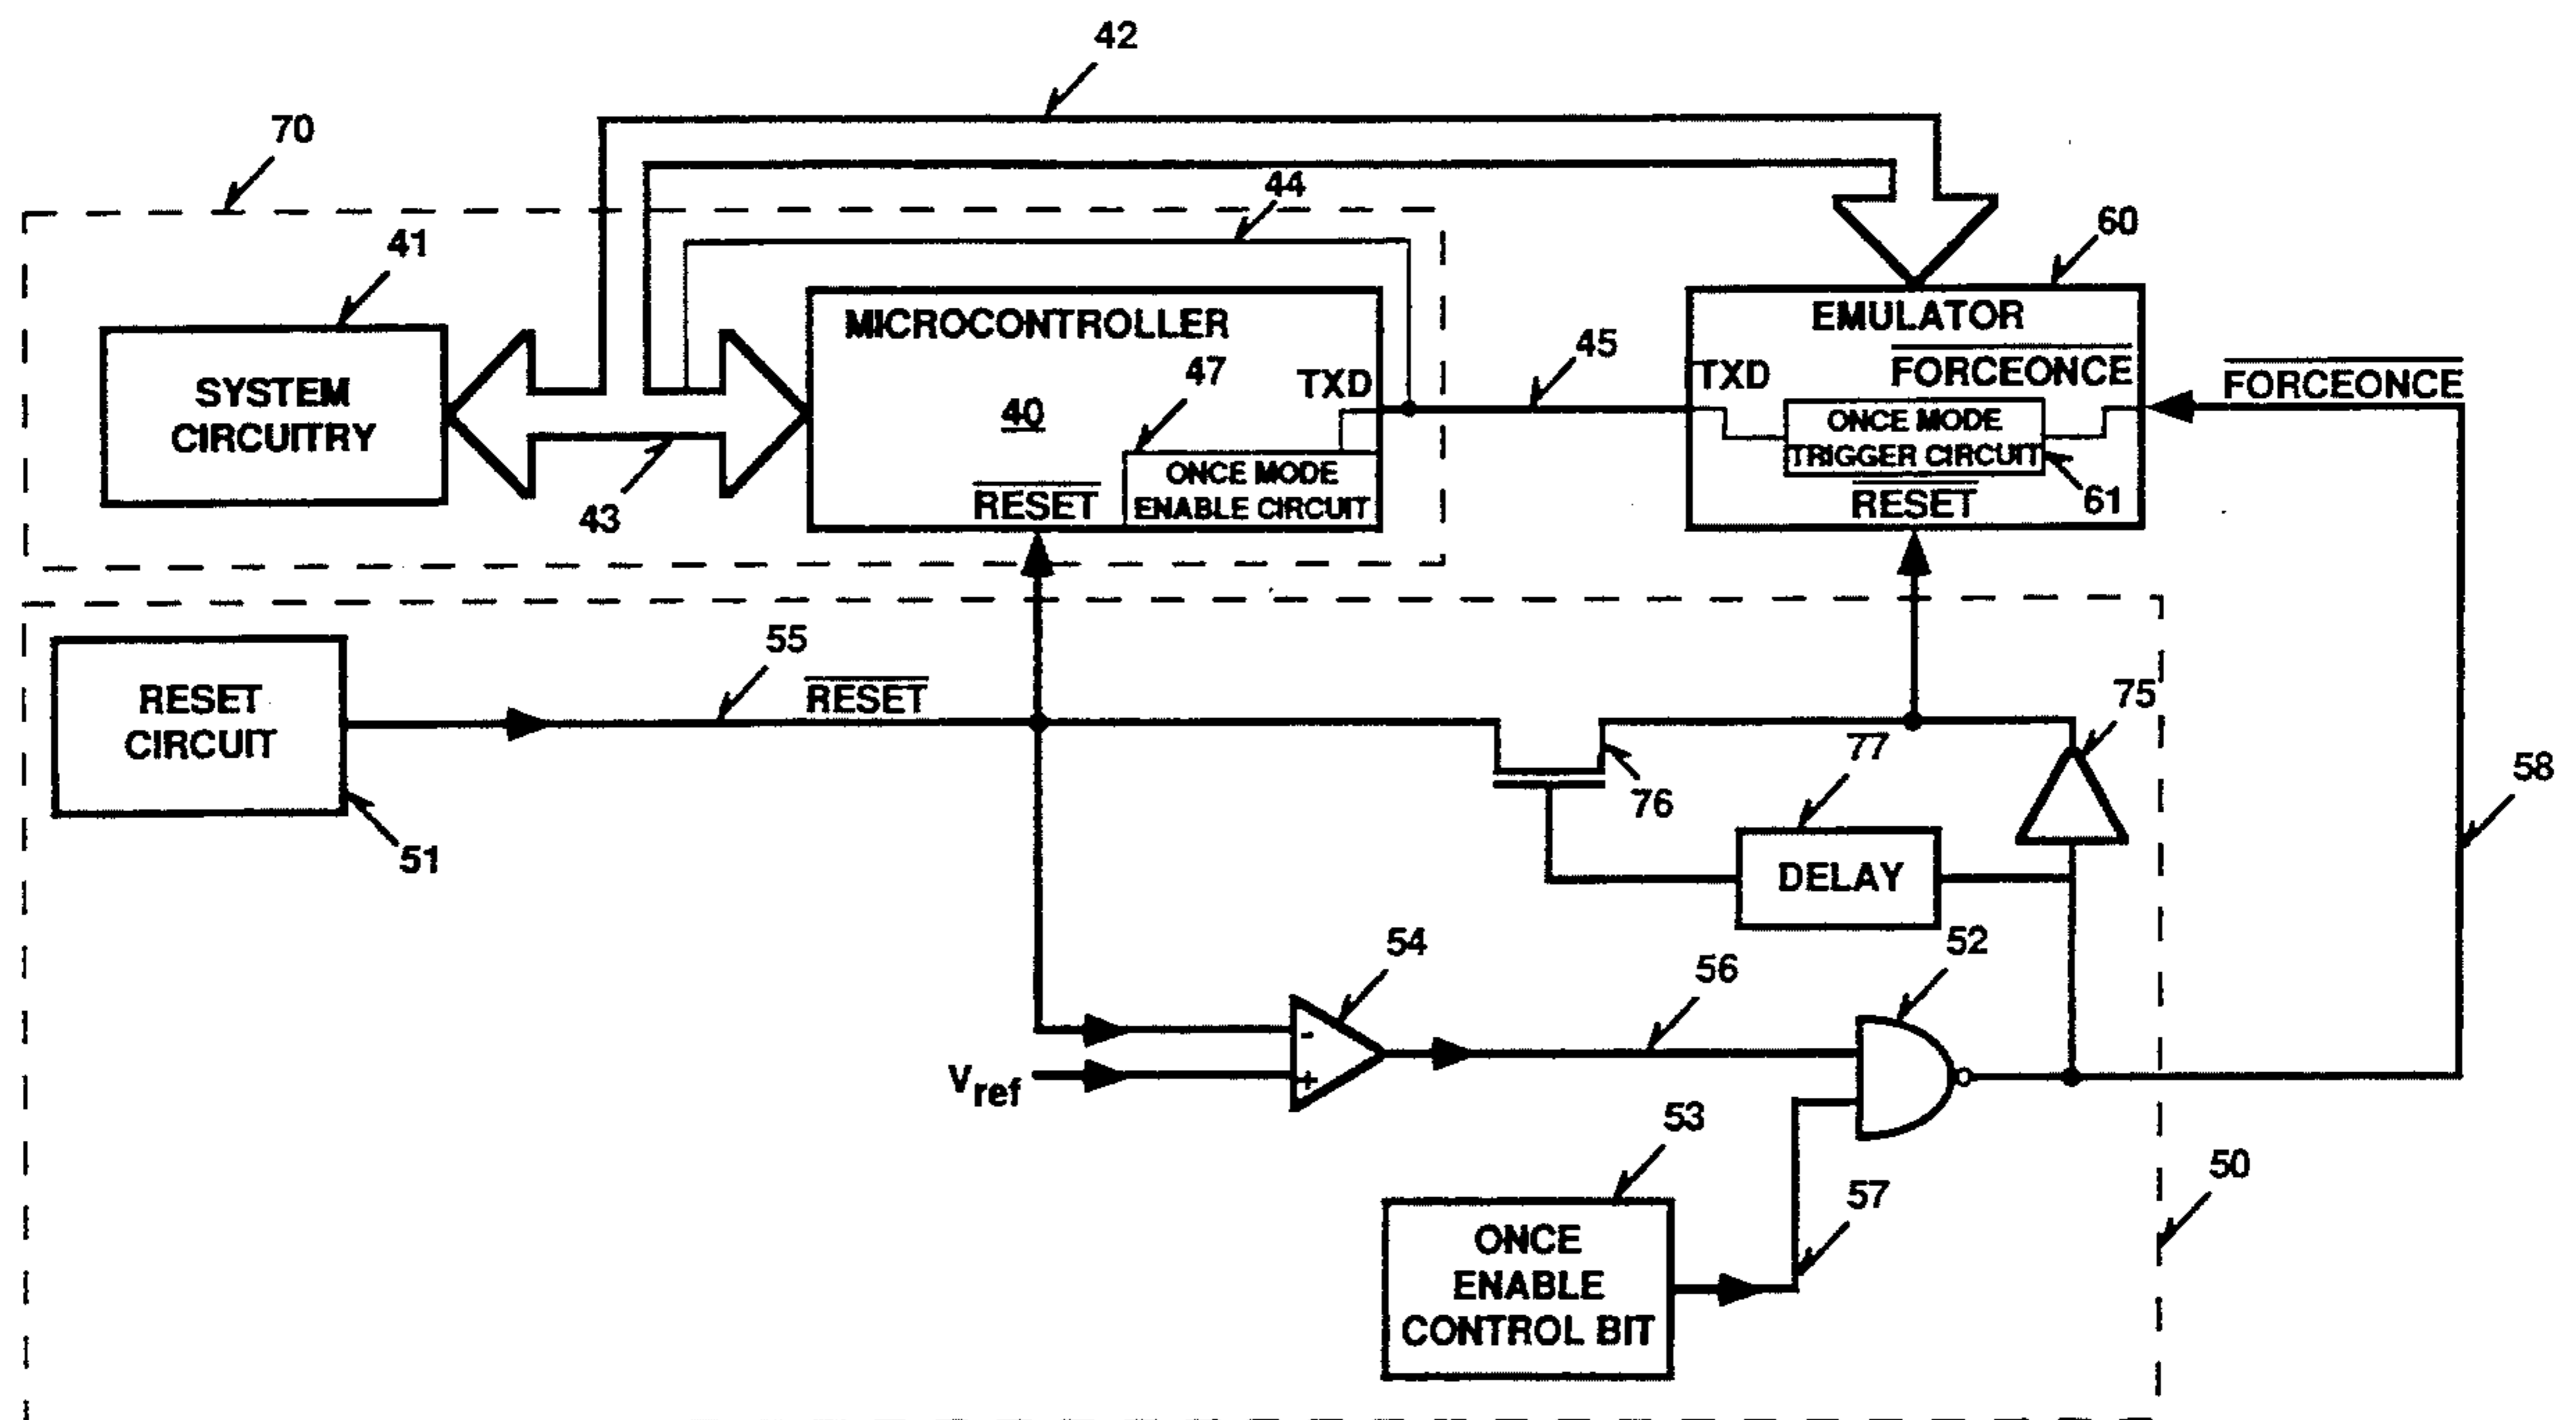 42
70
44
41
60
MICROCONTROLLER
EMULATOR
45
47
TXD
TXD
FORCEONCE
FORCEONCE
SYSTEM
CIRCUITRY
40
ONCE MODE
TRIGGER CIRCUIT
ONCE MODE
ENABLE CIRCUIT
RESET
RESET
61
43
55
RESET
RESET
CIRCUIT
75
77
58
76
51
DELAY
54
52
56
-
+
Vref
53
50
57
ONCE
ENABLE
CONTROL BIT